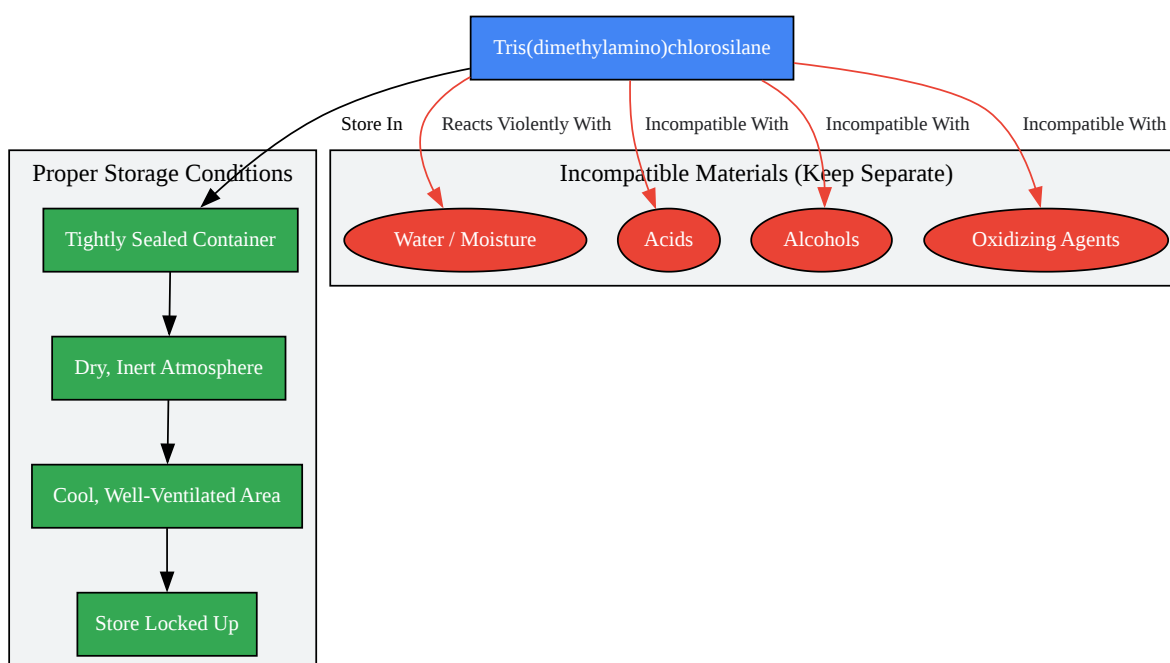 Tris(dimethylamino)chlorosilane
Store In
Reacts Violently With
Incompatible With
Incompatible With
Incompatible With
Proper Storage Conditions
Incompatible Materials (Keep Separate)
Tightly Sealed Container
Water / Moisture
Acids
Alcohols
Oxidizing Agents
Dry, Inert Atmosphere
Cool, Well-Ventilated Area
Store Locked Up